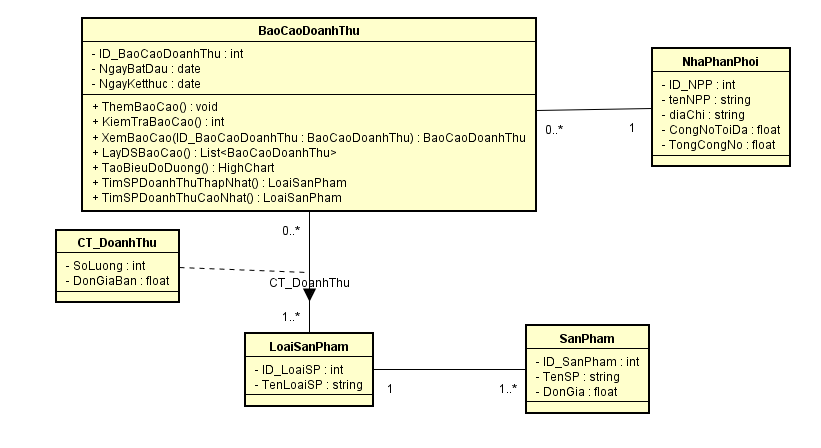 BaoCaoDoanhThu
- ID_BaoCaoDoanhThu : int
- NgayBatDau : date
- NgayKetthuc : date
+ ThemBaoCao() : void
+ KiemTraBaoCao() : int
+ XemBaoCao(ID_BaoCaoDoanhThu : BaoCaoDoanhThu) : BaoCaoDoanhThu
+ LayDSBaoCao() : List<BaoCaoDoanhThu>
+ TaoBieuDoDuong() : HighChart
+ TimSPDoanhThuThapNhat() : LoaiSanPham
+ TimSPDoanhThuCaoNhat() : LoaiSanPham
0..*
1
NhaPhanPhoi
- ID_NPP : int
- tenNPP : string
- diaChi : string
- CongNoToiDa : float
- TongCongNo : float
0..*
CT_DoanhThu
- SoLuong : int
- DonGiaBan : float
CT_DoanhThu
1..*
LoaiSanPham
- ID_LoaiSP : int
- TenLoaiSP : string
1
1..*
SanPham
- ID_SanPham : int
- TenSP : string
- DonGia : float